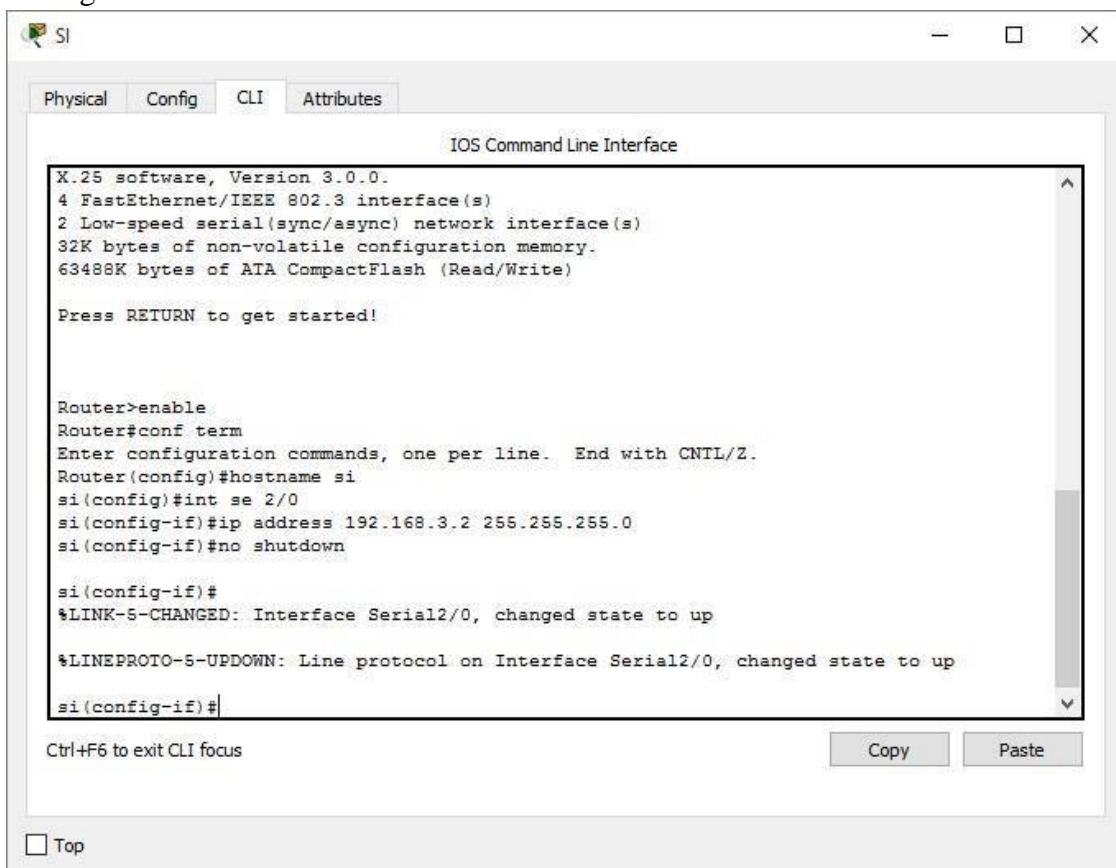 SI
Physical Config CLI Attributes
IOS Command Line Interface
X.25 software, Version 3.0.0.
4 FastEthernet/IEEE 802.3 interface(s)
2 Low-speed serial(sync/async) network interface(s)
32K bytes of non-volatile configuration memory.
63488K bytes of ATA CompactFlash (Read/Write)
Press RETURN to get started!
Router>enable
Router#conf term
Enter configuration commands, one per line.  End with CNTL/Z.
Router(config)#hostname si
si(config)#int se 2/0
si(config-if)#ip address 192.168.3.2 255.255.255.0
si(config-if)#no shutdown
si(config-if)#
%LINK-5-CHANGED: Interface Serial2/0, changed state to up
%LINEPROTO-5-UPDOWN: Line protocol on Interface Serial2/0, changed state to up
si(config-if)#
Ctrl+F6 to exit CLI focus
Copy Paste
Top